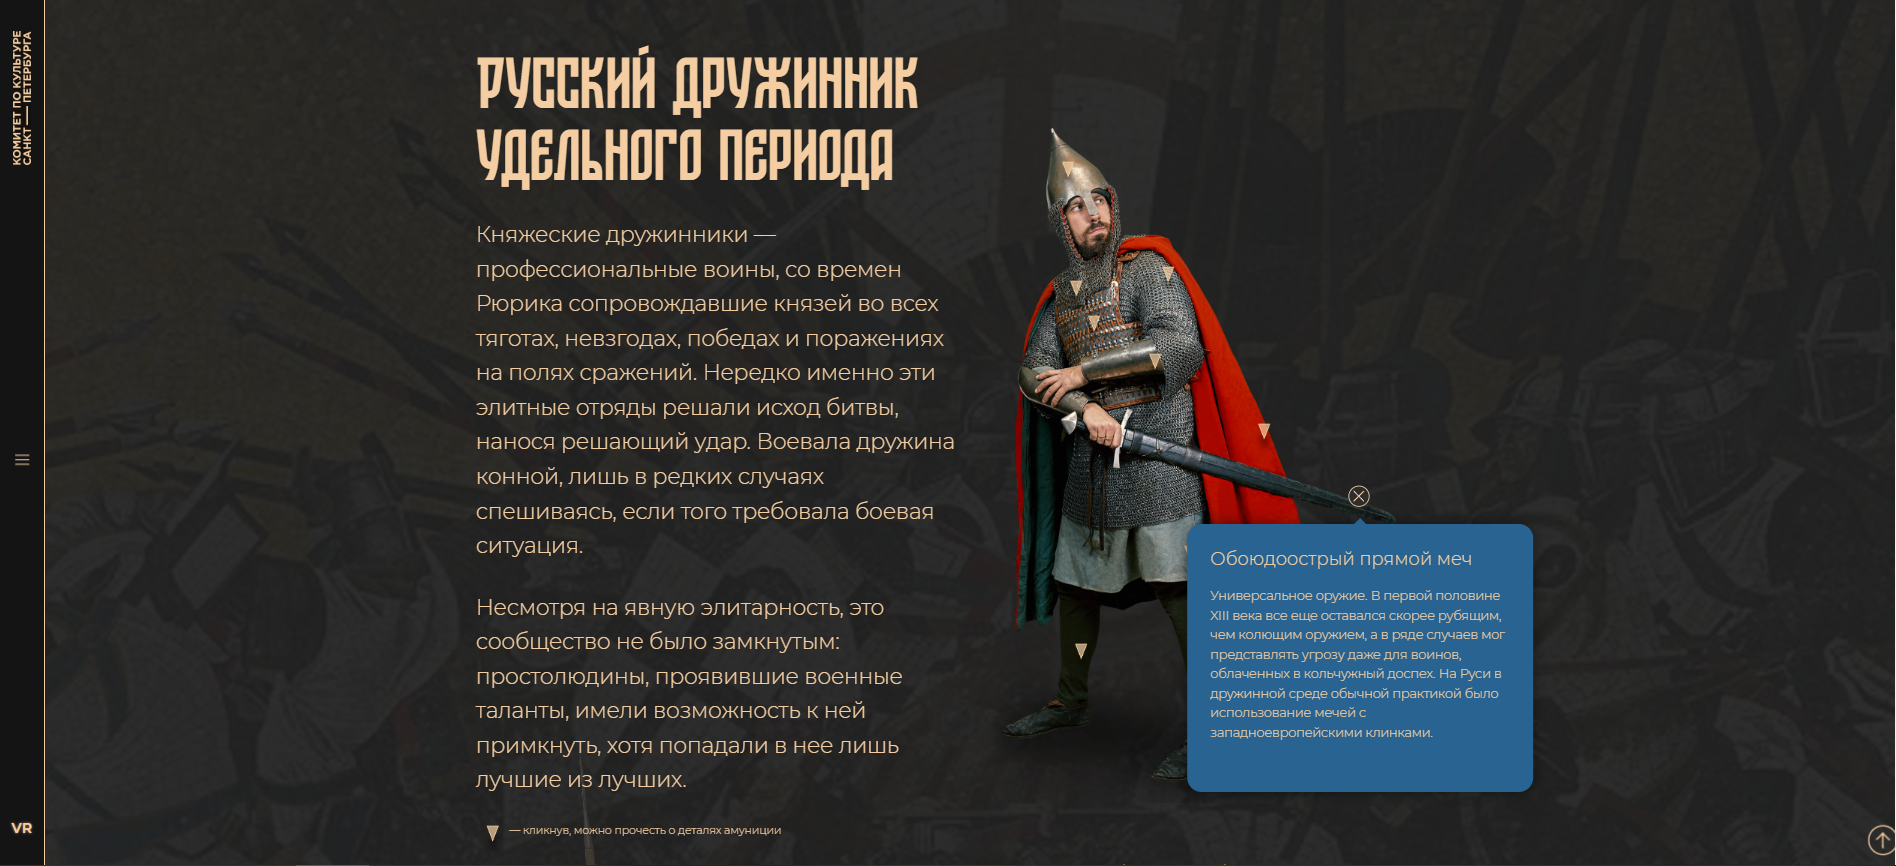 КОМИТЕТ ПО КУЛЬТУРЕ
САНКТ — ПЕТЕРБУРГА
РУССКИЙ ДРУЖИННИК
УДЕЛЬНОГО ПЕРИОДА
Княжеские дружинники —
профессиональные воины, со времен
Рюрика сопровождавшие князей во всех
тяготах, невзгодах, победах и поражениях
на полях сражений. Нередко именно эти
элитные отряды решали исход битвы,
нанося решающий удар. Воевала дружина
конной, лишь в редких случаях
спешиваясь, если того требовала боевая
ситуация.
Несмотря на явную элитарность, это
сообщество не было замкнутым:
простолюдины, проявившие военные
таланты, имели возможность к ней
примкнуть, хотя попадали в нее лишь
лучшие из лучших.
— кликнув, можно прочесть о деталях амуниции
Обоюдоострый прямой меч
Универсальное оружие. В первой половине
XIII века все еще оставался скорее рубящим,
чем колющим оружием, а в ряде случаев мог
представлять угрозу даже для воинов,
облаченных в кольчужный доспех. На Руси в
дружинной среде обычной практикой было
использование мечей с
западноевропейскими клинками.
VR